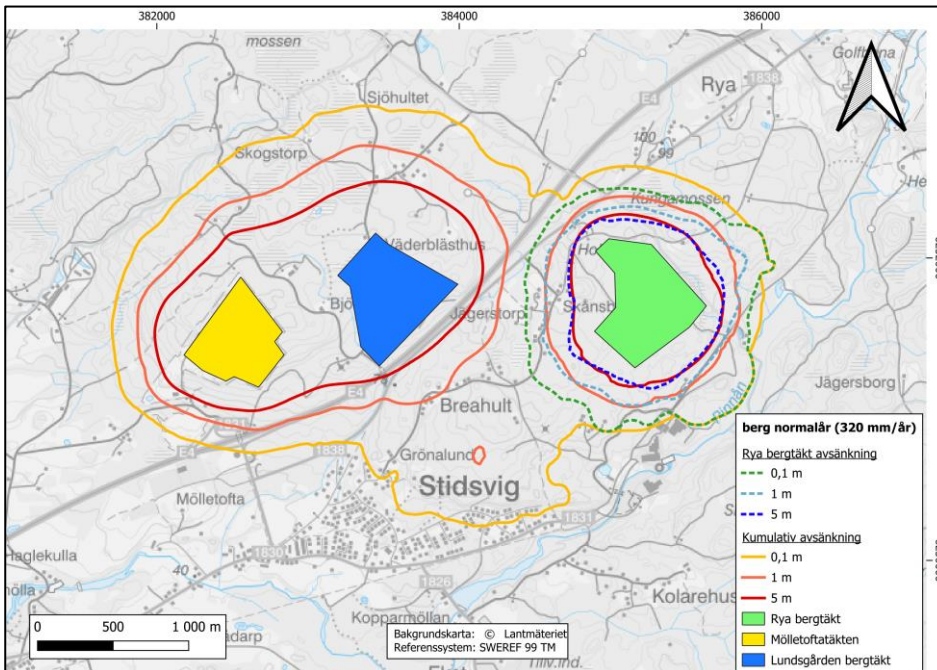 382000
384000
386000
mossen
Golfbana
Sjöhultet
E4
Rya
1838
100
99
Skogstorp
Kungamossen
Väderblästhus
Jägerstorp
E4
Breahult
Pinnån
Jägersborg
E4
1838
Grönalund
Mölletofta
Stidsvig
1831
Haglekulla
1830
40
1826
Kolarehus
Kopparmöllan
berg normalår (320 mm/år)
Rya bergtäkt avsänkning
0,1 m
1 m
5 m
Kumulativ avsänkning
0,1 m
1 m
5 m
Rya bergtäkt
Mölletoftatäkten
Lundsgården bergtäkt
0 500 1 000 m
Bakgrundskarta: © Lantmäteriet
Referenssystem: SWEREF 99 TM